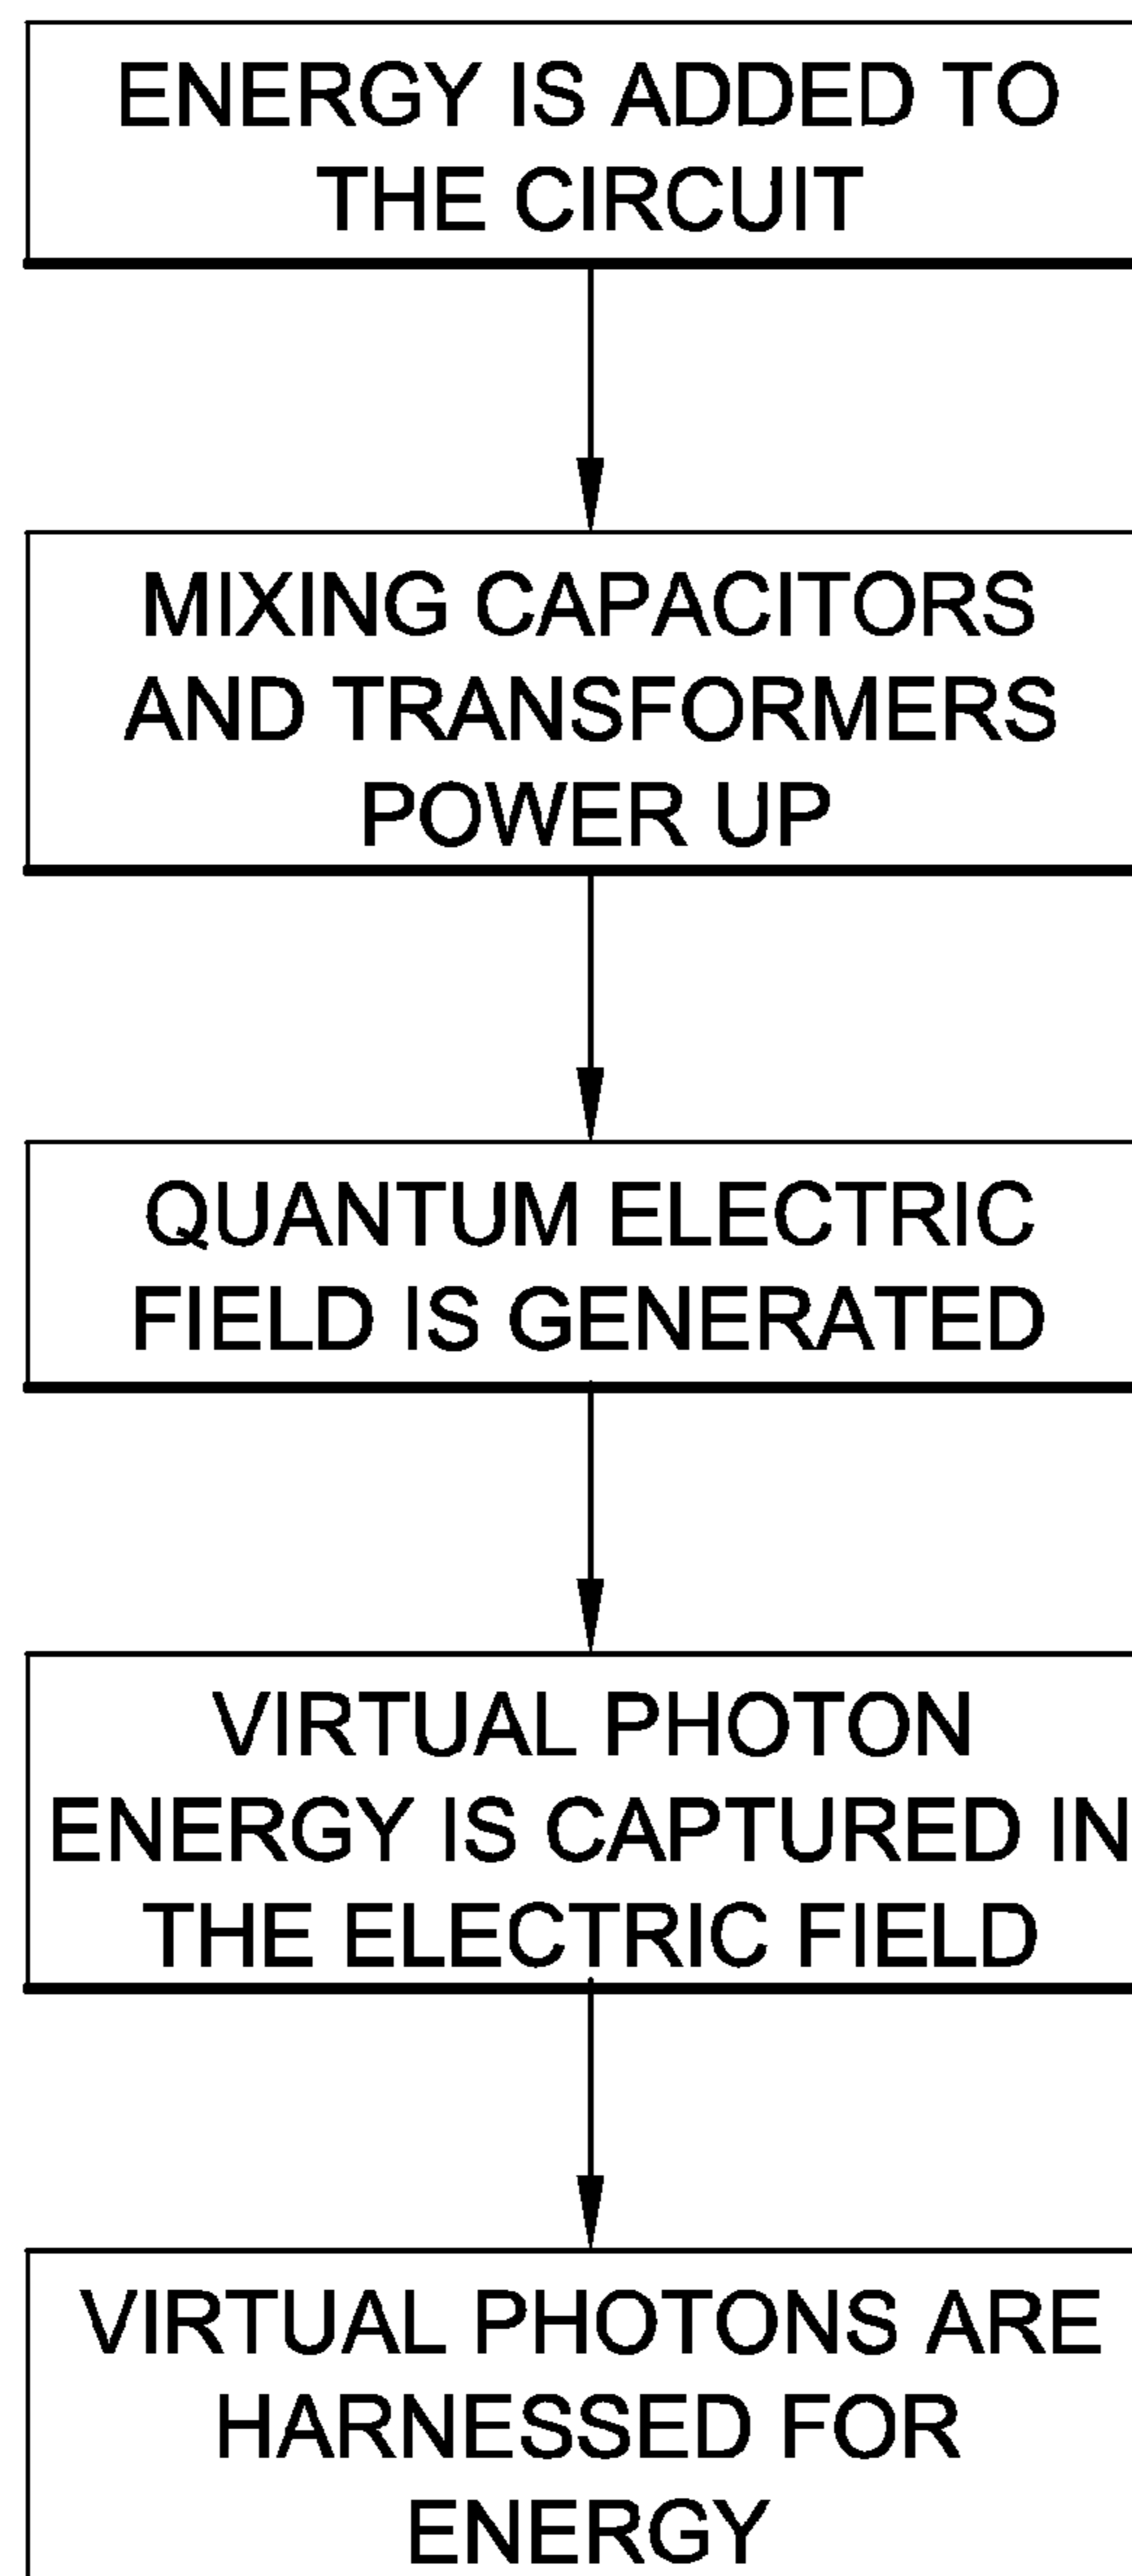 ENERGY IS ADDED TO
THE CIRCUIT
MIXING CAPACITORS
AND TRANSFORMERS
POWER UP
QUANTUM ELECTRIC
FIELD IS GENERATED
VIRTUAL PHOTON
ENERGY IS CAPTURED IN
THE ELECTRIC FIELD
VIRTUAL PHOTONS ARE
HARNESSED FOR
ENERGY